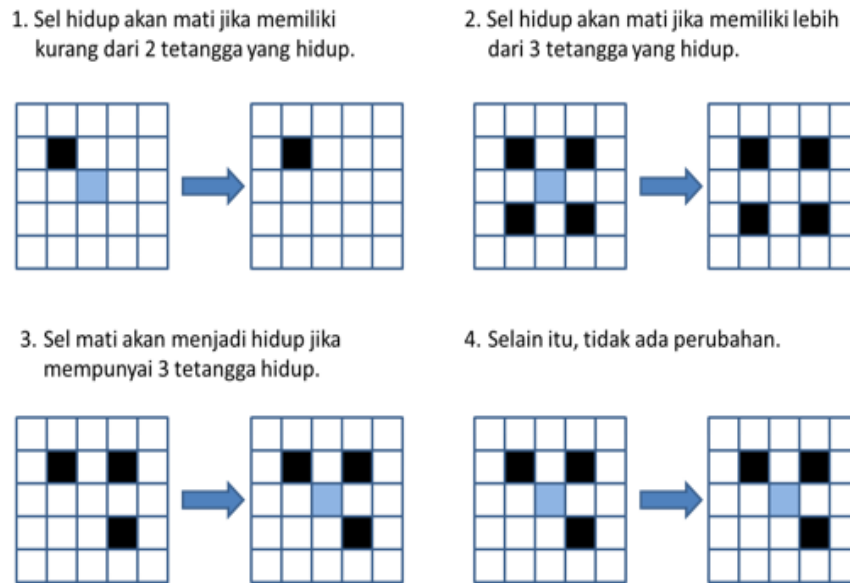 1. Sel hidup akan mati jika memiliki
kurang dari 2 tetangga yang hidup.
2. Sel hidup akan mati jika memiliki lebih
dari 3 tetangga yang hidup.
3. Sel mati akan menjadi hidup jika
mempunyai 3 tetangga hidup.
4. Selain itu, tidak ada perubahan.